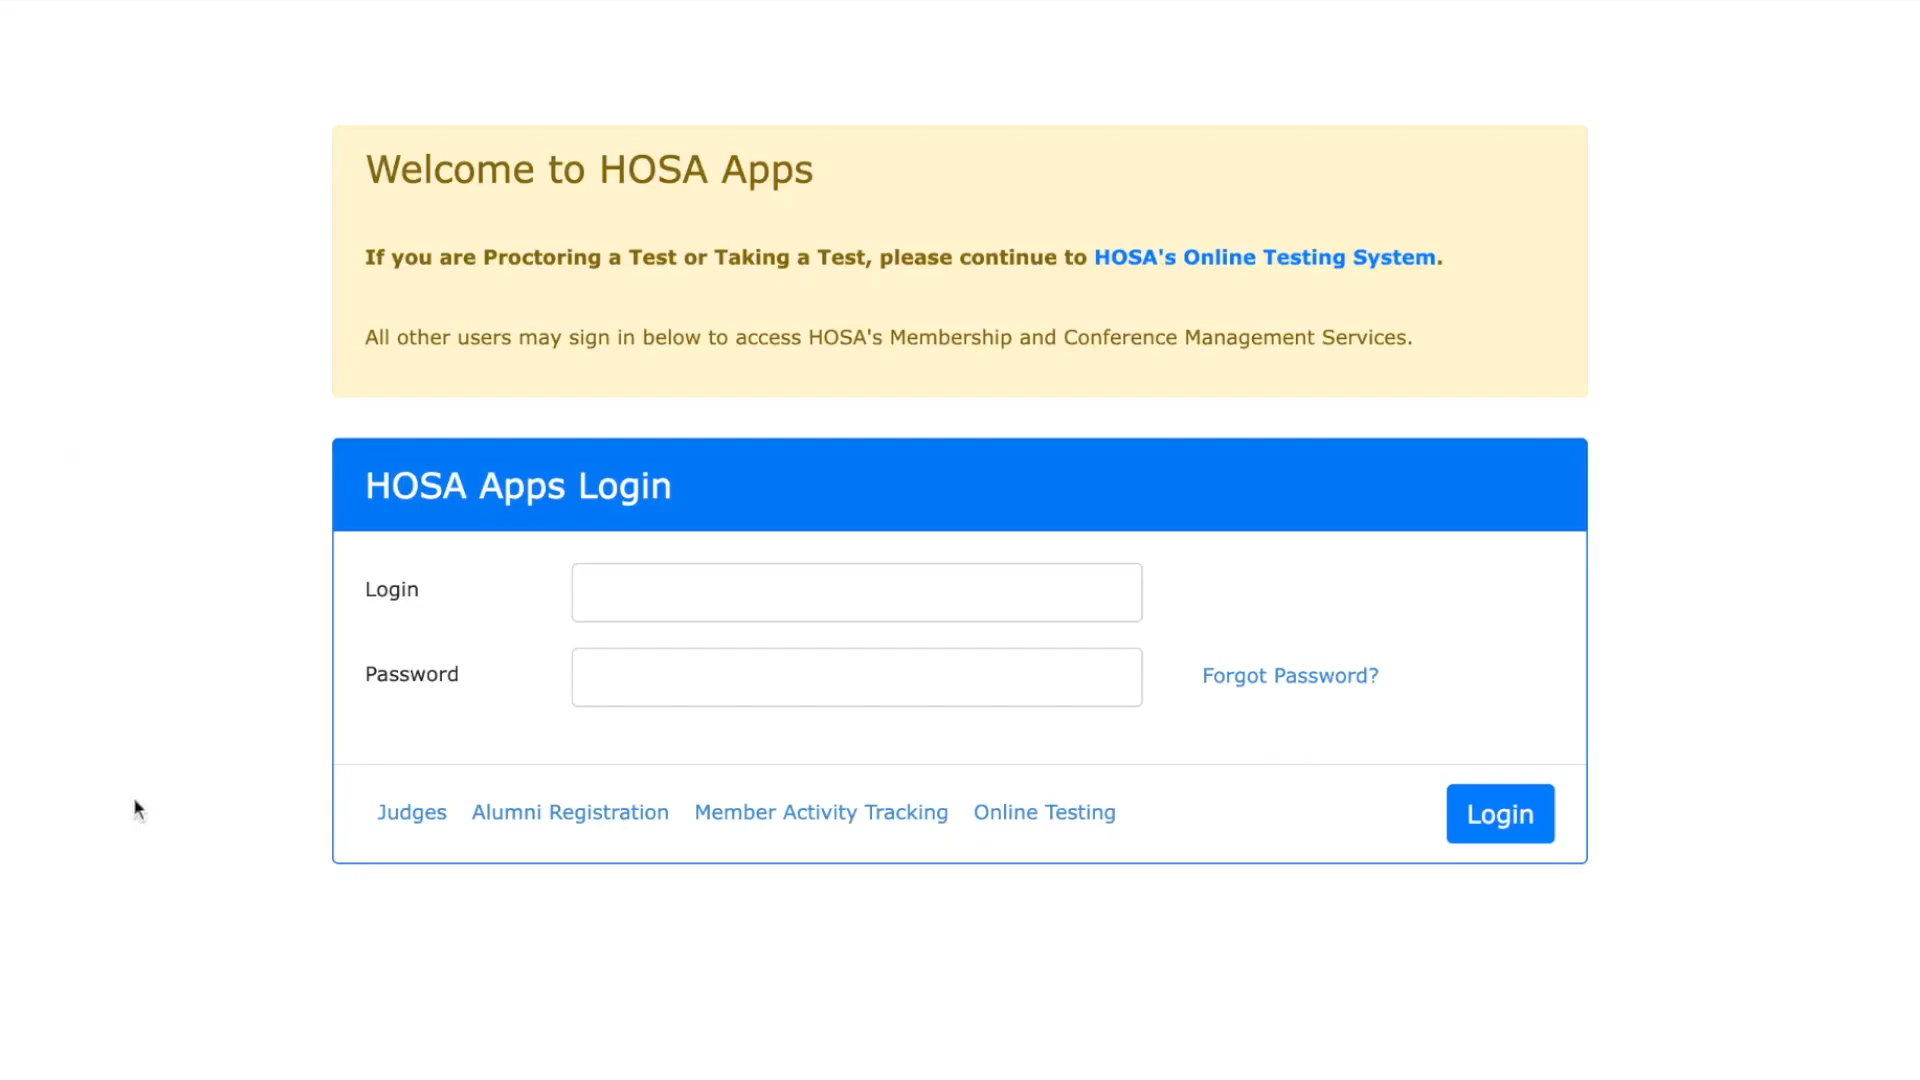 Welcome to HOSA Apps
If you are Proctoring a Test or Taking a Test, please continue to HOSA's Online Testing System.
All other users may sign in below to access HOSA's Membership and Conference Management Services.
HOSA Apps Login
Login
Password
Forgot Password?
Judges Alumni Registration Member Activity Tracking Online Testing Login